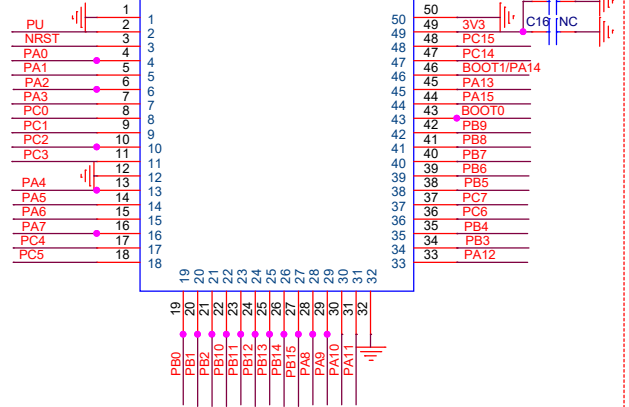 1 1 50 50
PU 2 2 49 49 3V3 C16 NC
NRST 3 3 48 48 PC15
PA0 4 4 47 47 PC14
PA1 5 5 46 46 BOOT1/PA14
PA2 6 6 45 45 PA13
PA3 7 7 44 44 PA15
PC0 8 8 43 43 BOOT0
PC1 9 9 42 42 PB9
PC2 10 10 41 41 PB8
PC3 11 11 40 40 PB7
12 12 39 39 PB6
PA4 13 13 38 38 PB5
PA5 14 14 37 37 PC7
PA6 15 15 36 36 PC6
PA7 16 16 35 35 PB4
PC4 17 17 34 34 PB3
PC5 18 18 33 33 PA12
19 20 21 22 23 24 25 26 27 28 29 30 31 32
19 20 21 22 23 24 25 26 27 28 29 30 31 32
PB0 PB1 PB2 PB10 PB11 PB12 PB13 PB14 PB15 PA8 PA9 PA10 PA11